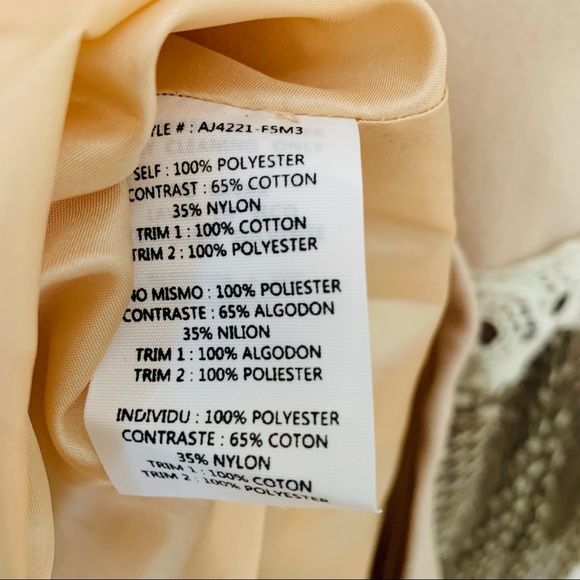 YLE # : AJ4221-F5M3
SELF : 100% POLYESTER
CONTRAST : 65% COTTON
35% NYLON
TRIM 1 : 100% COTTON
TRIM 2 : 100% POLYESTER
NO MISMO : 100% POLIESTER
CONTRASTE : 65% ALGODON
35% NILION
TRIM 1 : 100% ALGODON
TRIM 2 : 100% POLIESTER
INDIVIDU : 100% POLYESTER
CONTRASTE : 65% COTON
35% NYLON
TRIM 1 : 100% COTON
TRIM 2 : 100% POLYESTER